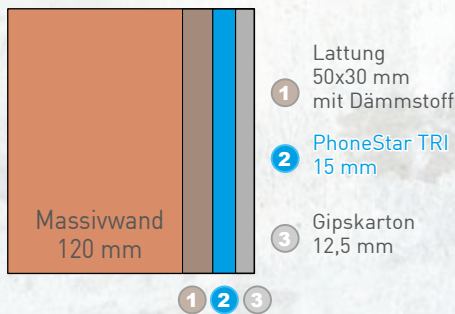 Massivwand
120 mm
1
Lattung
50x30 mm
mit Dämmstoff
2
PhoneStar TRI
15 mm
3
Gipskarton
12,5 mm
1 2 3